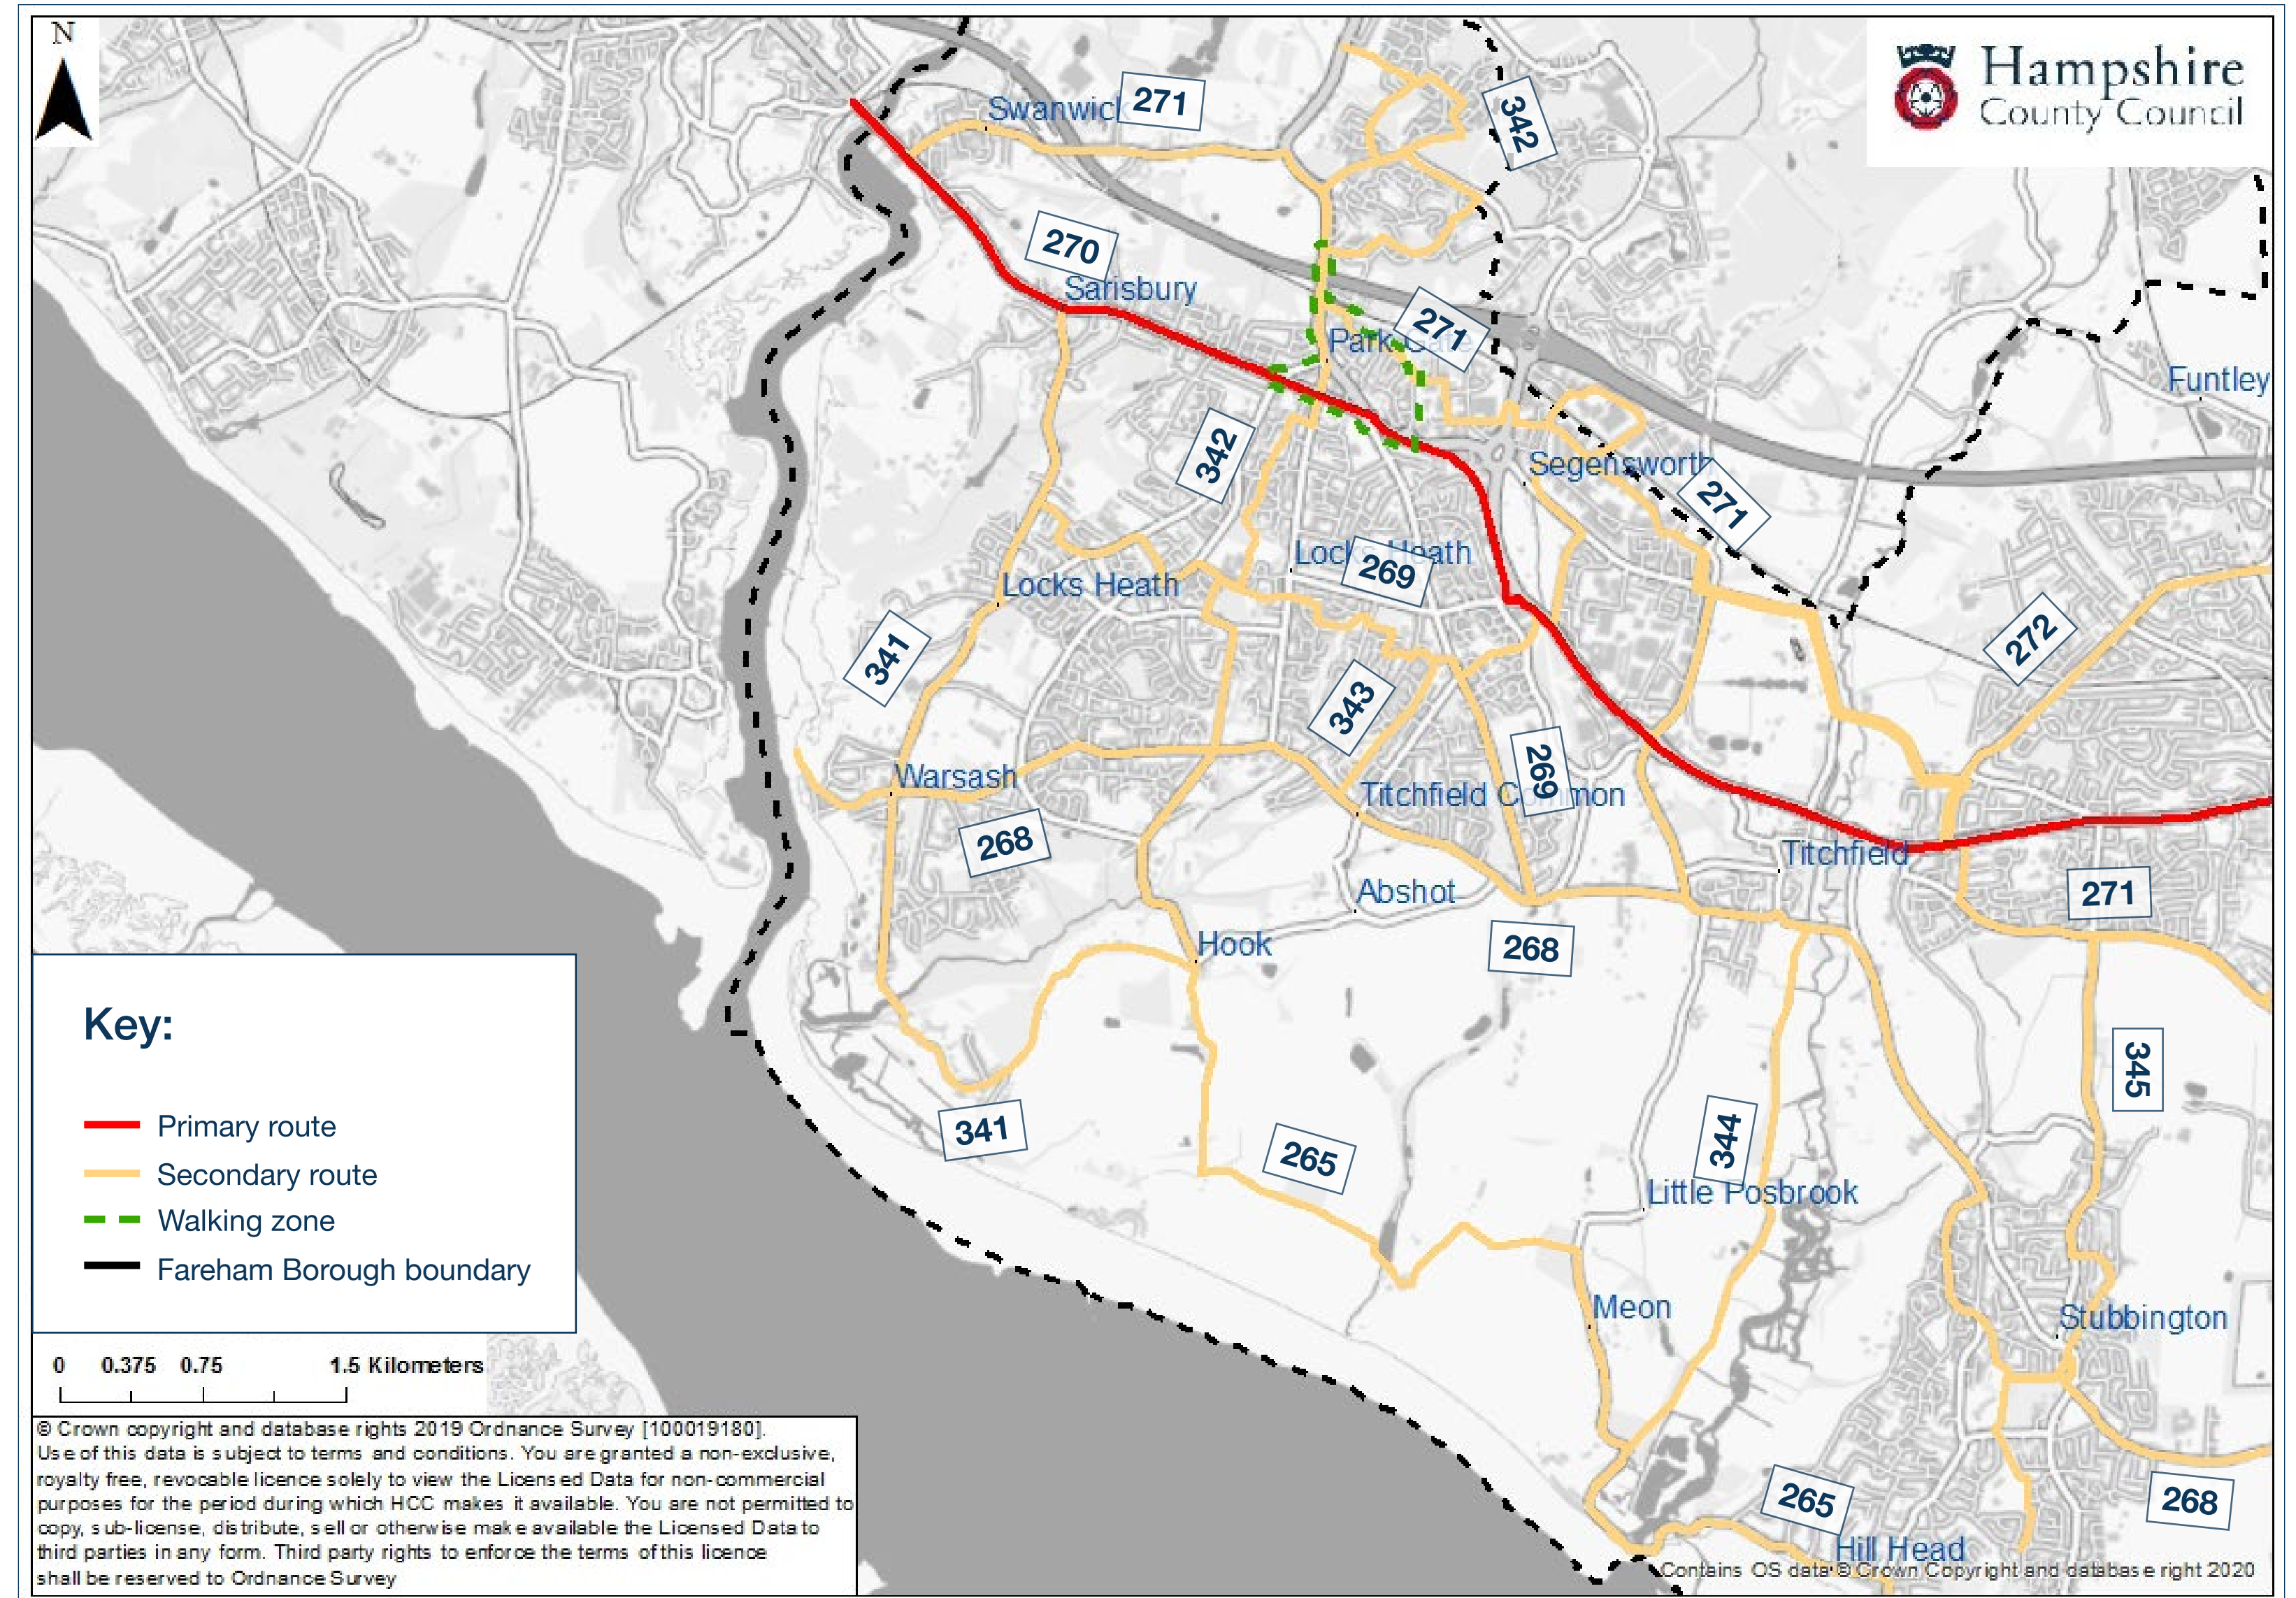 N
Hampshire
County Council
Swanwick
271
342
270
Sarisbury
271
Park Gate
Funtley
342
Segensworth
271
Locks Heath
269
Locks Heath
272
341
343
269
Warsash
Titchfield Common
268
Titchfield
Abshot
271
Hook
268
Key:
345
Primary route
341
265
344
Secondary route
Little Posbrook
Walking zone
Fareham Borough boundary
Meon
Stubbington
0 0.375 0.75 1.5 Kilometers
© Crown copyright and database rights 2019 Ordnance Survey [100019180].
Use of this data is subject to terms and conditions. You are granted a non-exclusive,
royalty free, revocable licence solely to view the Licensed Data for non-commercial
purposes for the period during which HCC makes it available. You are not permitted to
copy, sub-license, distribute, sell or otherwise make available the Licensed Data to
third parties in any form. Third party rights to enforce the terms of this licence
shall be reserved to Ordnance Survey
265
268
Hill Head
Contains OS data © Crown Copyright and database right 2020